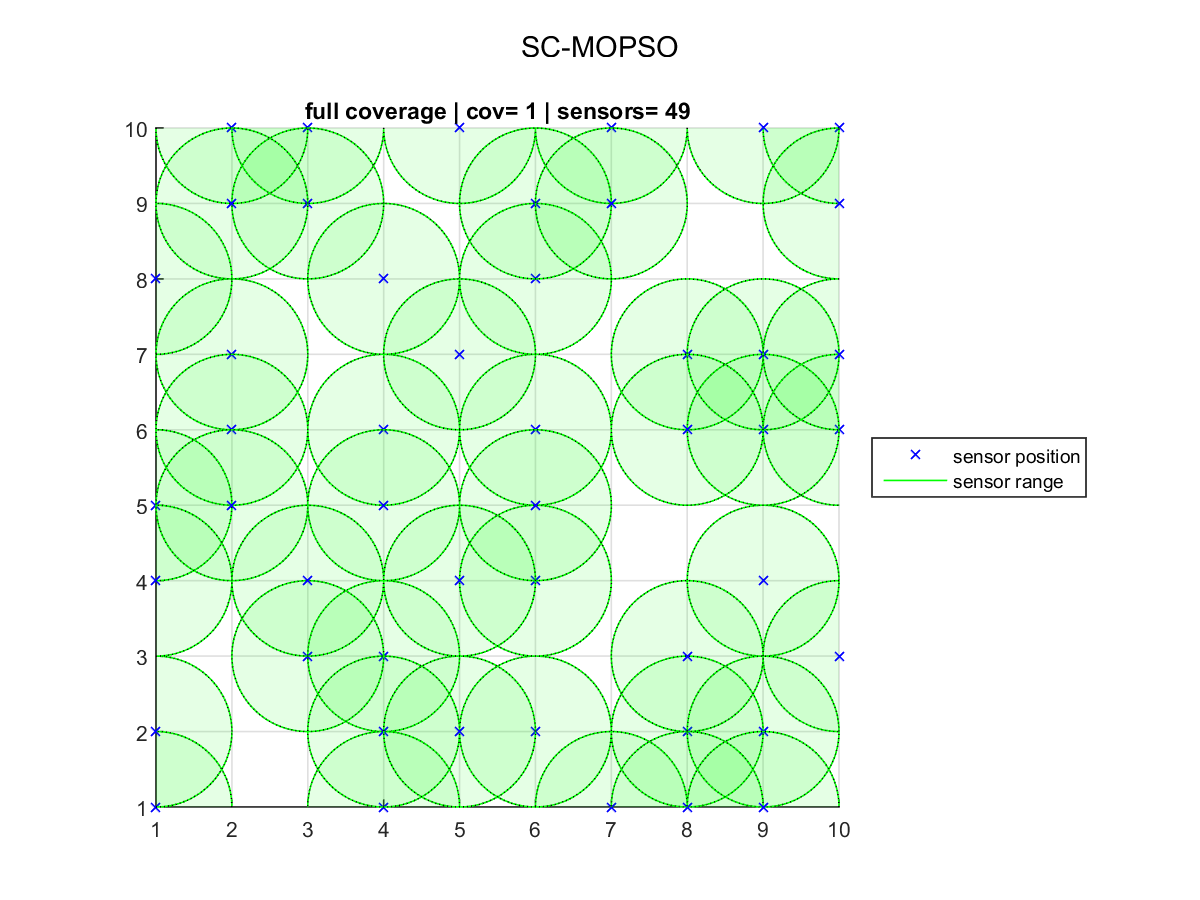 SC-MOPSO
full coverage | cov= 1 | sensors= 49
10
9
8
7
6
5
4
3
2
1
1 2 3 4 5 6 7 8 9 10
sensor position
sensor range